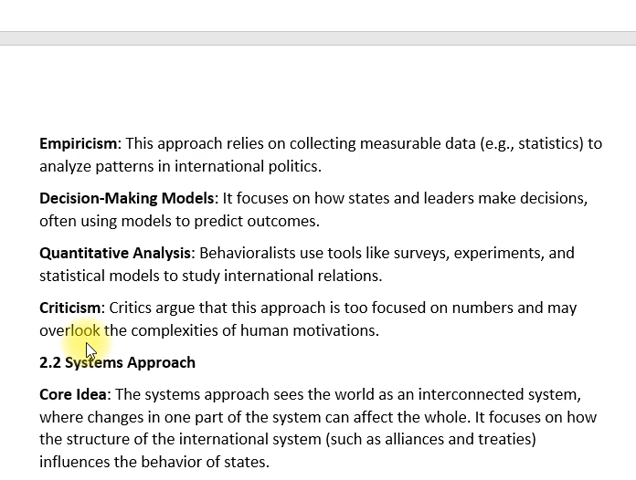 Empiricism: This approach relies on collecting measurable data (e.g., statistics) to
analyze patterns in international politics.
Decision-Making Models: It focuses on how states and leaders make decisions,
often using models to predict outcomes.
Quantitative Analysis: Behavioralists use tools like surveys, experiments, and
statistical models to study international relations.
Criticism: Critics argue that this approach is too focused on numbers and may
overlook the complexities of human motivations.
2.2 Systems Approach
Core Idea: The systems approach sees the world as an interconnected system,
where changes in one part of the system can affect the whole. It focuses on how
the structure of the international system (such as alliances and treaties)
influences the behavior of states.